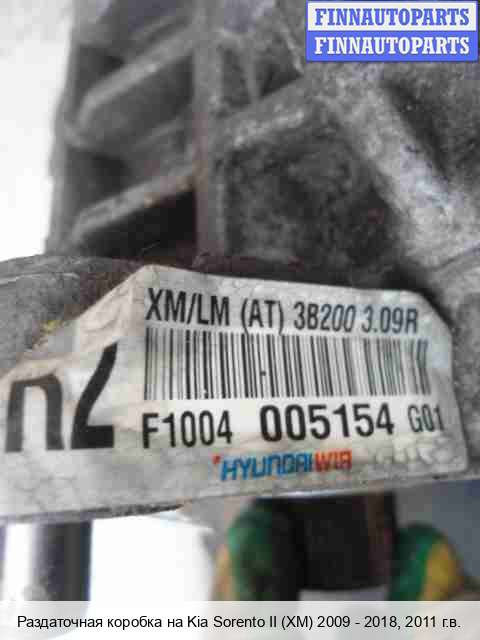 FINNAUTOPARTS
FINNAUTOPARTS
XM/LM (AT) 3B200 3.09R
F1004 005154 G01
HYUNDAI WIA
Раздаточная коробка на Kia Sorento II (XM) 2009 - 2018, 2011 г.в.